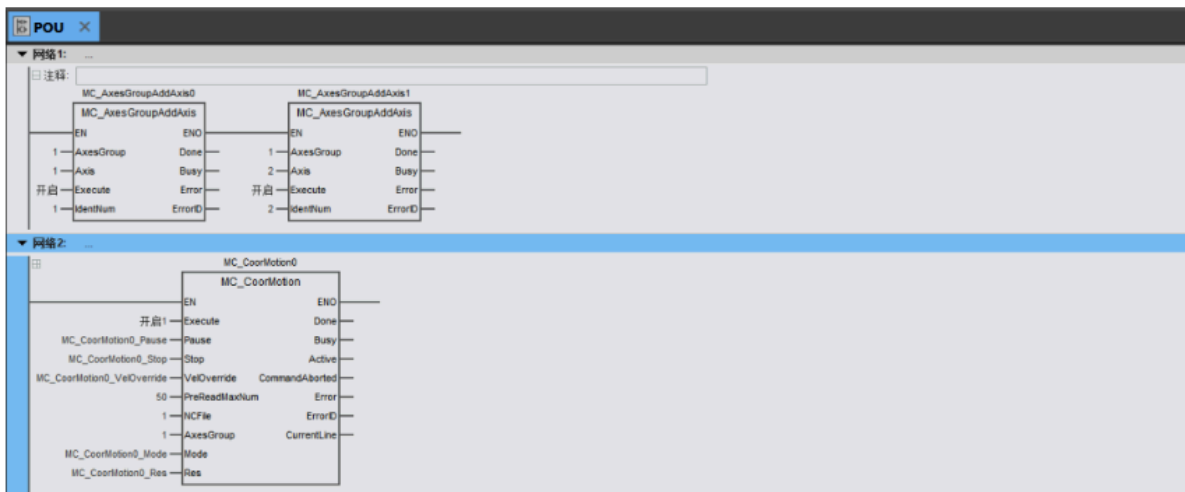 POU ×
网络1: ...
注释:
MC_AxesGroupAddAxis0 MC_AxesGroupAddAxis1
MC_AxesGroupAddAxis MC_AxesGroupAddAxis
EN ENO EN ENO
1 AxesGroup Done 1 AxesGroup Done
1 Axis Busy 2 Axis Busy
开启 Execute Error 开启 Execute Error
1 IdentNum ErrorID 2 IdentNum ErrorID
网络2: ...
MC_CoorMotion0
MC_CoorMotion
EN ENO
开启1 Execute Done
MC_CoorMotion0_Pause Pause Busy
MC_CoorMotion0_Stop Stop Active
MC_CoorMotion0_VelOverride VelOverride CommandAborted
50 PreReadMaxNum Error
1 NCFile ErrorID
1 AxesGroup CurrentLine
MC_CoorMotion0_Mode Mode
MC_CoorMotion0_Res Res